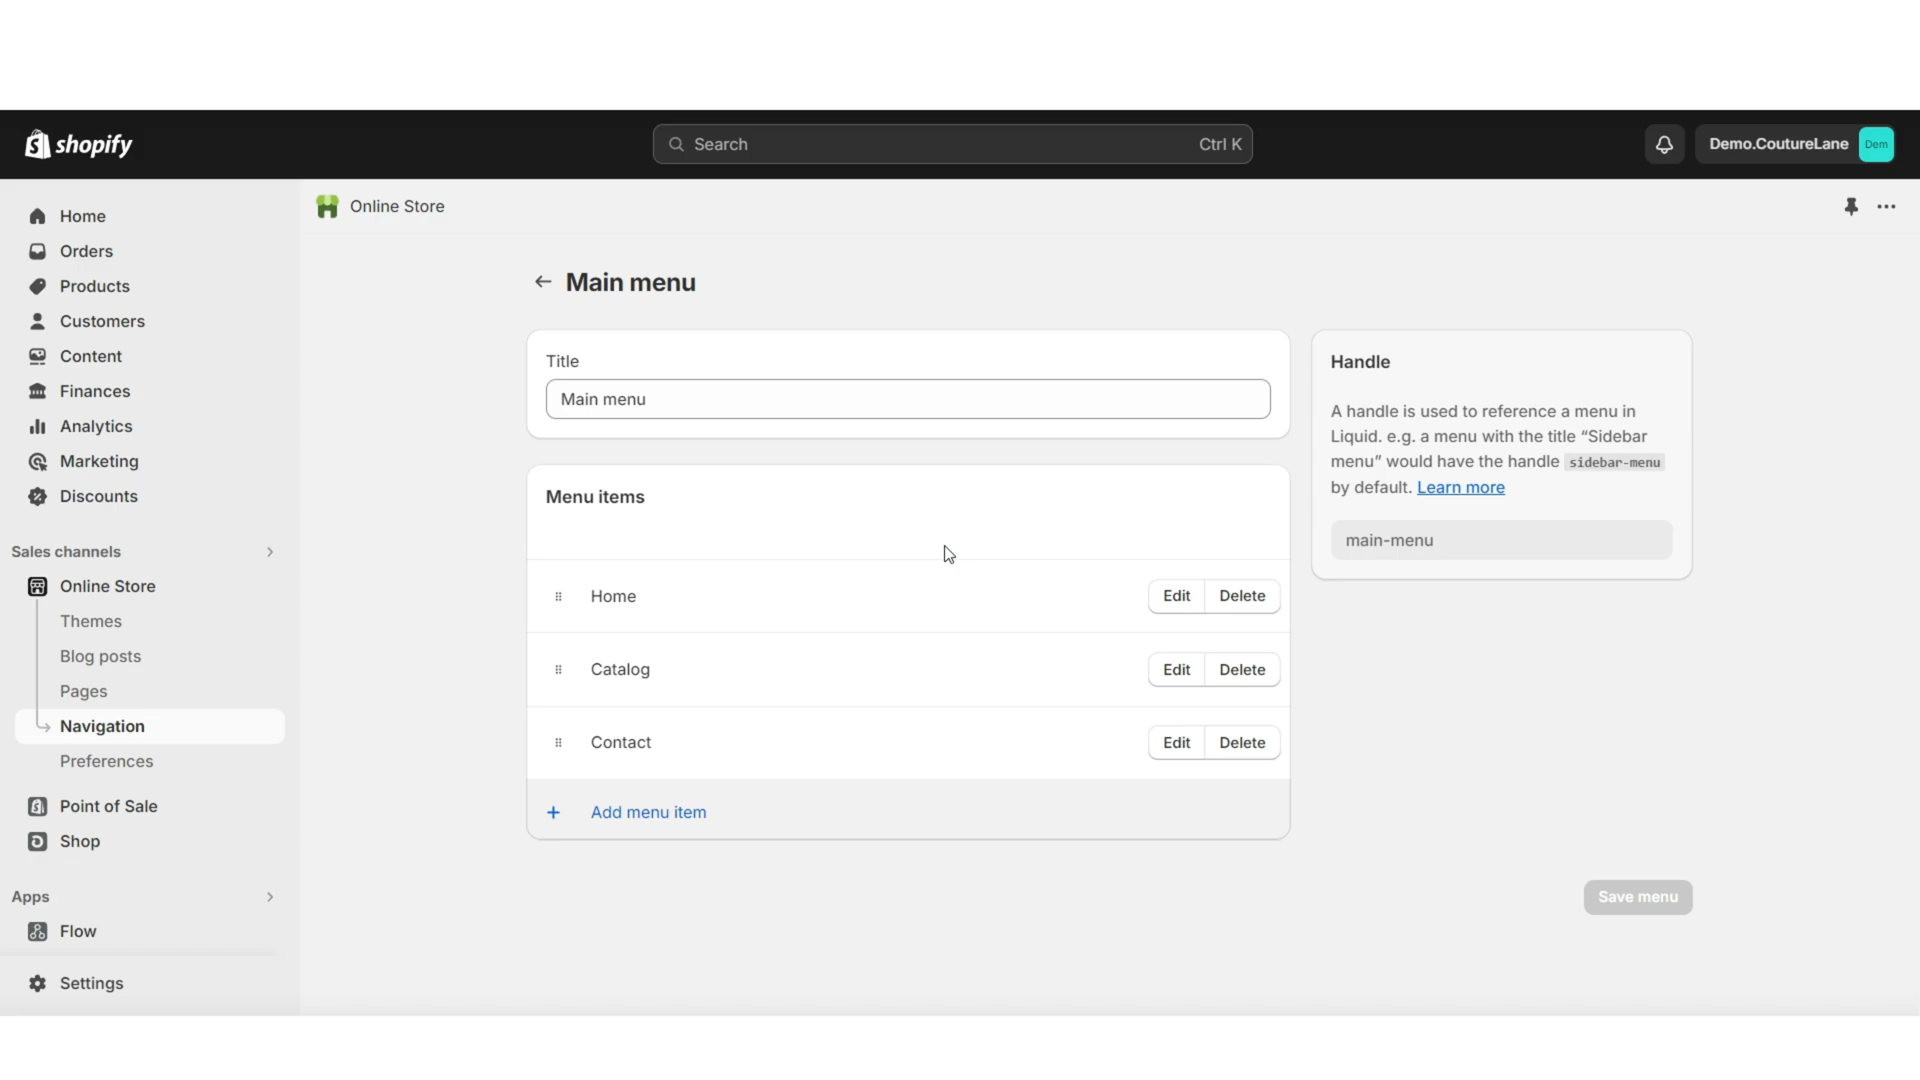 shopify
Search Ctrl K
Demo.CoutureLane Dem
Home
Orders
Products
Customers
Content
Finances
Analytics
Marketing
Discounts
Sales channels
Online Store
Themes
Blog posts
Pages
Navigation
Preferences
Point of Sale
Shop
Apps
Flow
Settings
Online Store
Main menu
Title
Main menu
Menu items
Home Edit Delete
Catalog Edit Delete
Contact Edit Delete
+ Add menu item
Handle
A handle is used to reference a menu in
Liquid. e.g. a menu with the title “Sidebar
menu” would have the handle sidebar-menu
by default. Learn more
main-menu
Save menu